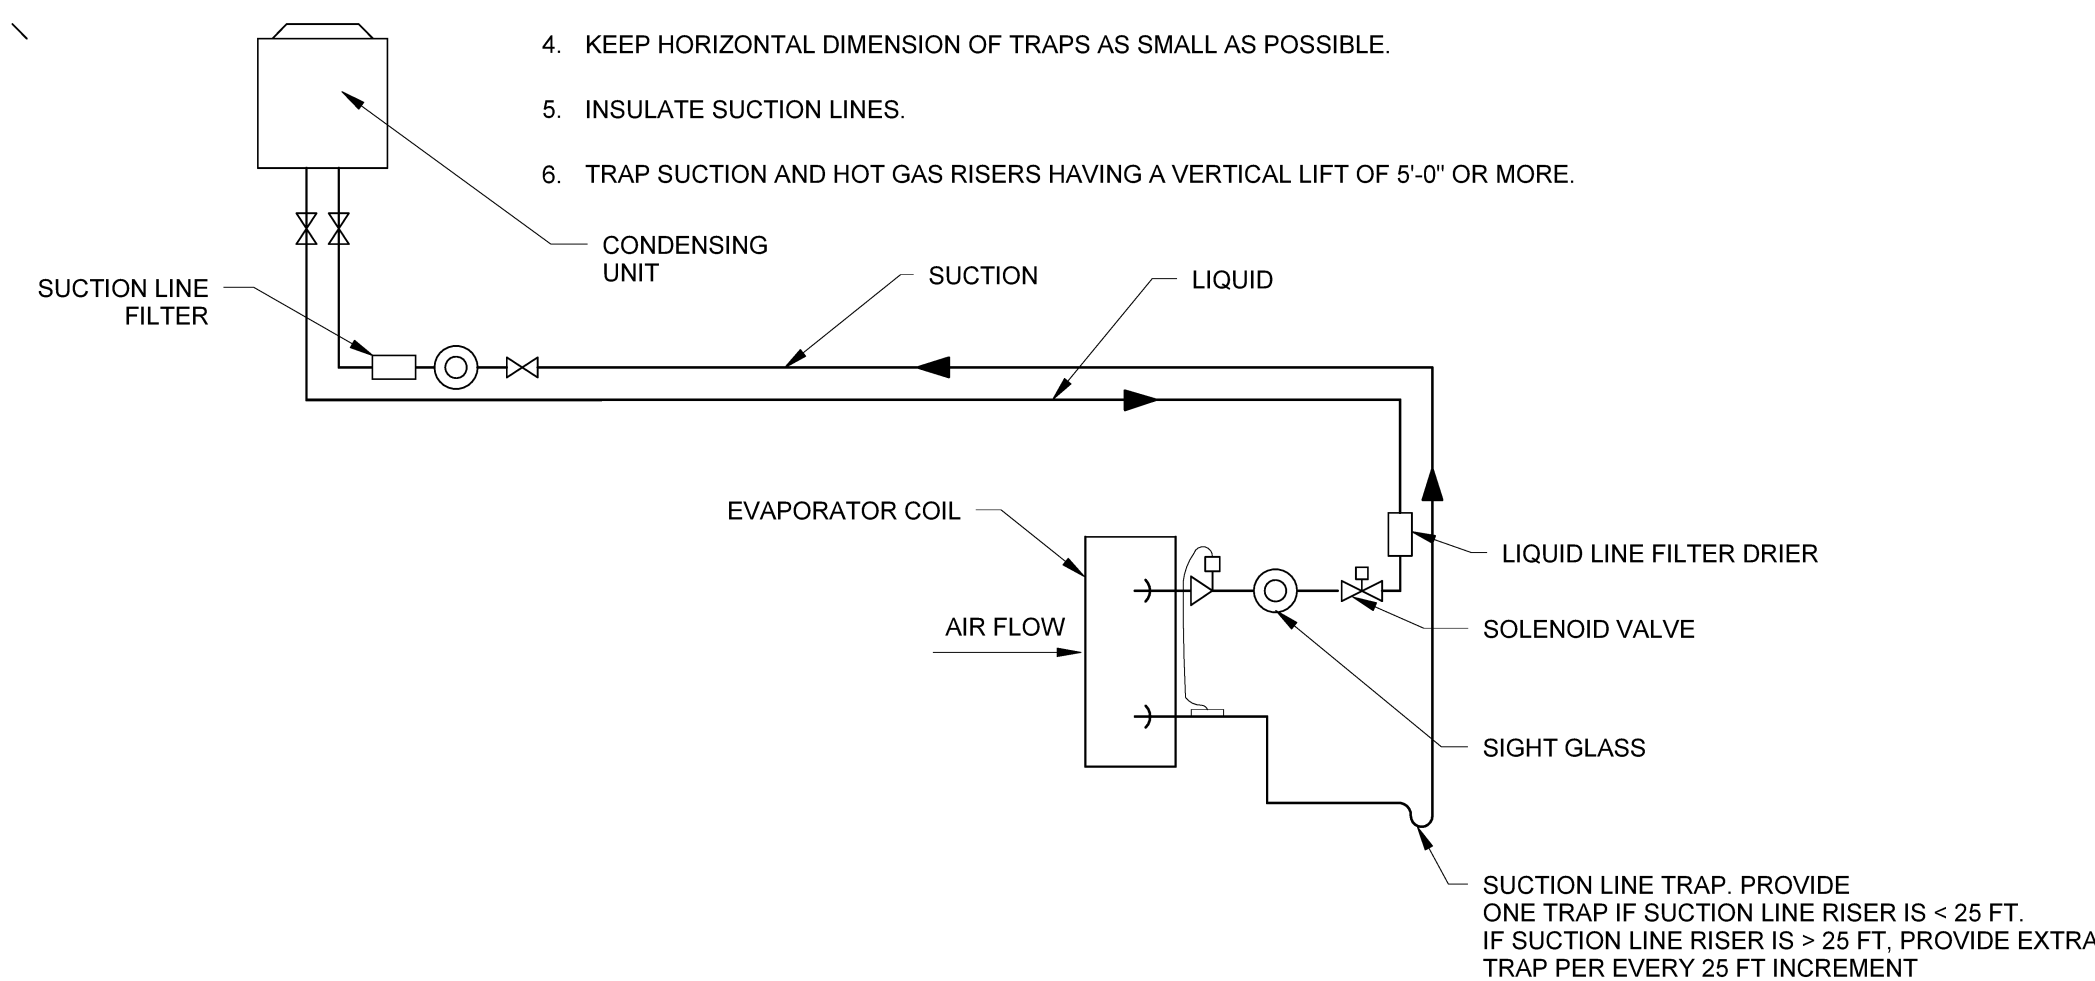 4. KEEP HORIZONTAL DIMENSION OF TRAPS AS SMALL AS POSSIBLE.
5. INSULATE SUCTION LINES.
6. TRAP SUCTION AND HOT GAS RISERS HAVING A VERTICAL LIFT OF 5'-0" OR MORE.
CONDENSING
UNIT
SUCTION LINE
FILTER
SUCTION
LIQUID
EVAPORATOR COIL
LIQUID LINE FILTER DRIER
AIR FLOW
SOLENOID VALVE
SIGHT GLASS
SUCTION LINE TRAP. PROVIDE
ONE TRAP IF SUCTION LINE RISER IS < 25 FT.
IF SUCTION LINE RISER IS > 25 FT, PROVIDE EXTRA
TRAP PER EVERY 25 FT INCREMENT